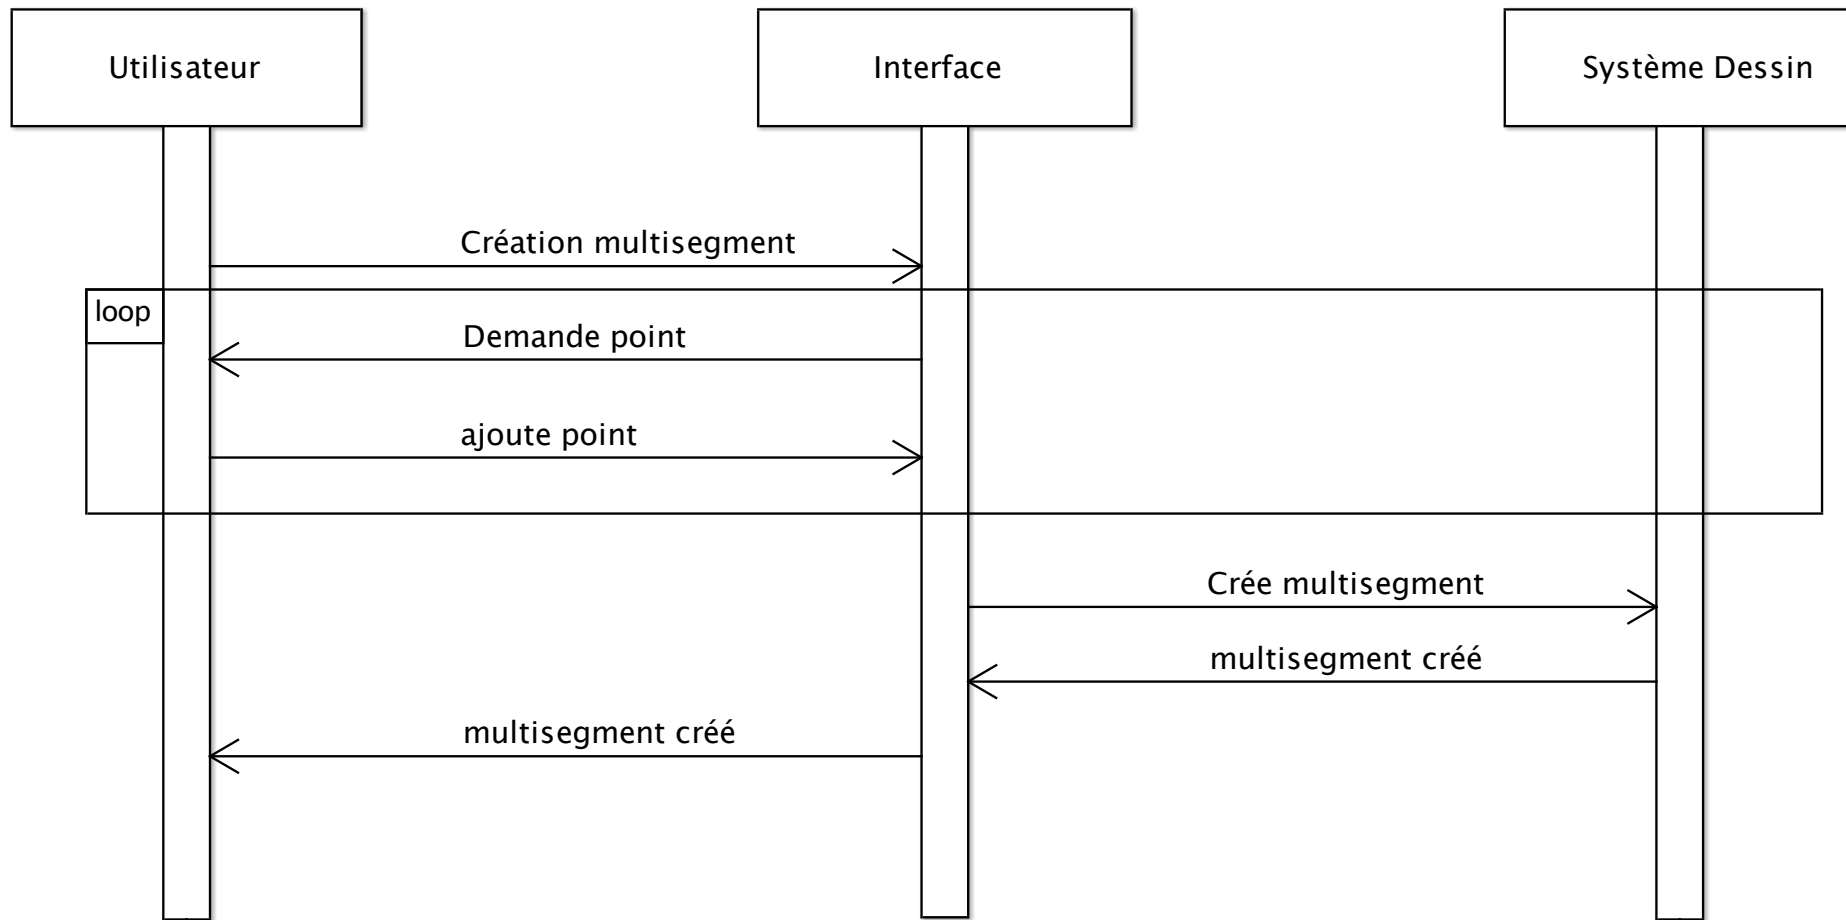 Utilisateur
Interface
Système Dessin
Création multisegment
loop
Demande point
ajoute point
Crée multisegment
multisegment créé
multisegment créé